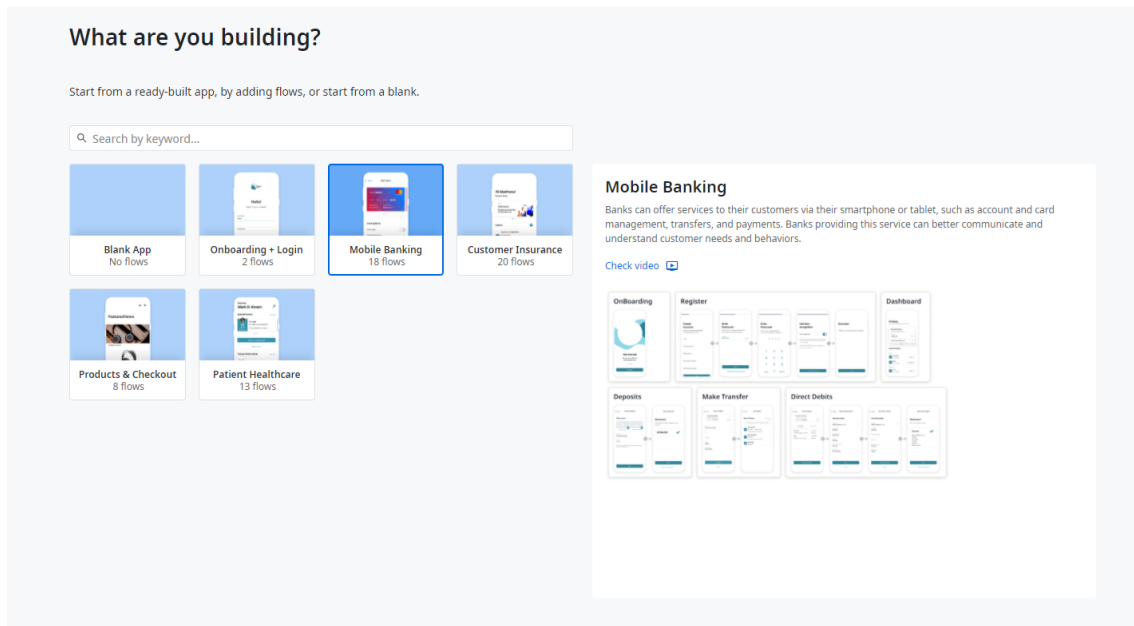 What are you building?
Start from a ready-built app, by adding flows, or start from a blank.
Search by keyword...
Blank App
No flows
Onboarding + Login
2 flows
Mobile Banking
18 flows
Customer Insurance
20 flows
Products & Checkout
8 flows
Patient Healthcare
13 flows
Mobile Banking
Banks can offer services to their customers via their smartphone or tablet, such as account and card
management, transfers, and payments. Banks providing this service can better communicate and
understand customer needs and behaviors.
Check video
OnBoarding
Register
Dashboard
Deposits
Make Transfer
Direct Debits